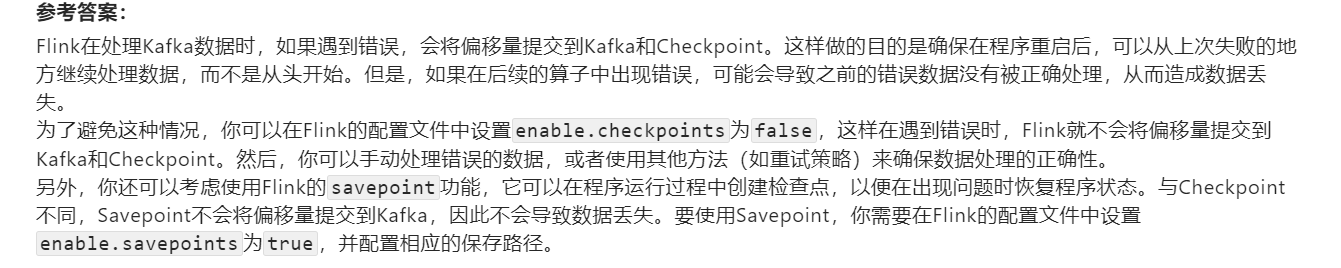 参考答案：
Flink在处理Kafka数据时，如果遇到错误，会将偏移量提交到Kafka和Checkpoint。这样做的目的是确保在程序重启后，可以从上次失败的地
方继续处理数据，而不是从头开始。但是，如果在后续的算子中出现错误，可能会导致之前的错误数据没有被正确处理，从而造成数据丢
失。
为了避免这种情况，你可以在Flink的配置文件中设置enable.checkpoints为false，这样在遇到错误时，Flink就不会将偏移量提交到
Kafka和Checkpoint。然后，你可以手动处理错误的数据，或者使用其他方法（如重试策略）来确保数据处理的正确性。
另外，你还可以考虑使用Flink的savepoint功能，它可以在程序运行过程中创建检查点，以便在出现问题时恢复程序状态。与Checkpoint
不同，Savepoint不会将偏移量提交到Kafka，因此不会导致数据丢失。要使用Savepoint，你需要在Flink的配置文件中设置
enable.savepoints为true，并配置相应的保存路径。